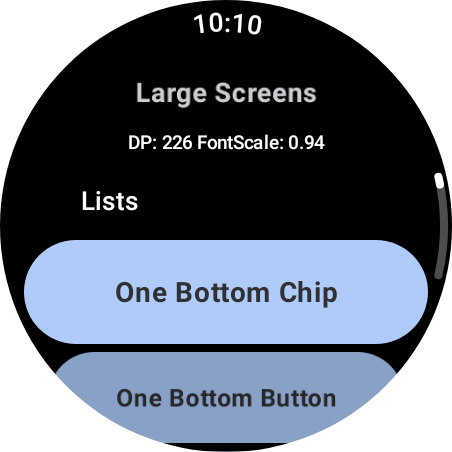 10:10
Large Screens
DP: 226 FontScale: 0.94
Lists
One Bottom Chip
One Bottom Button